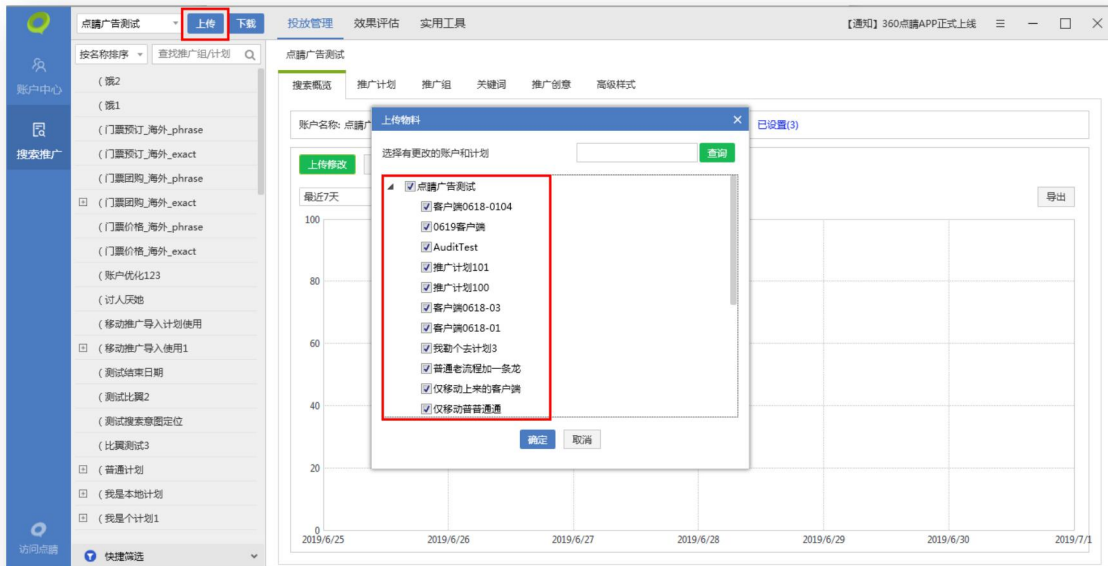 点睛广告测试 上传 下载 投放管理 效果评估 实用工具 【通知】360点睛APP正式上线
按名称排序 查找推广组/计划
点睛广告测试
账户中心
搜索推广
访问点睛
(饿2
(饿1
(门票预订_海外_phrase
(门票预订_海外_exact
(门票团购_海外_phrase
(门票团购_海外_exact
(门票价格_海外_phrase
(门票价格_海外_exact
(账户优化123
(讨人厌她
(移动推广导入计划使用
(移动推广导入使用1
(测试结束日期
(测试比翼2
(测试搜索意图定位
(比翼测试3
(普通计划
(我是本地计划
(我是个计划1
快捷筛选
搜索概览 推广计划 推广组 关键词 推广创意 高级样式
账户名称: 点睛广
已设置(3)
上传修改
最近7天
导出
上传物料
选择有更改的账户和计划 查询
点睛广告测试
客户端0618-0104
0619客户端
AuditTest
推广计划101
推广计划100
客户端0618-03
客户端0618-01
我勒个去计划3
普通老流程加一条龙
仅移动上来的客户端
仅移动普普通通
确定 取消
100
80
60
40
20
0
2019/6/25 2019/6/26 2019/6/27 2019/6/28 2019/6/29 2019/6/30 2019/7/1